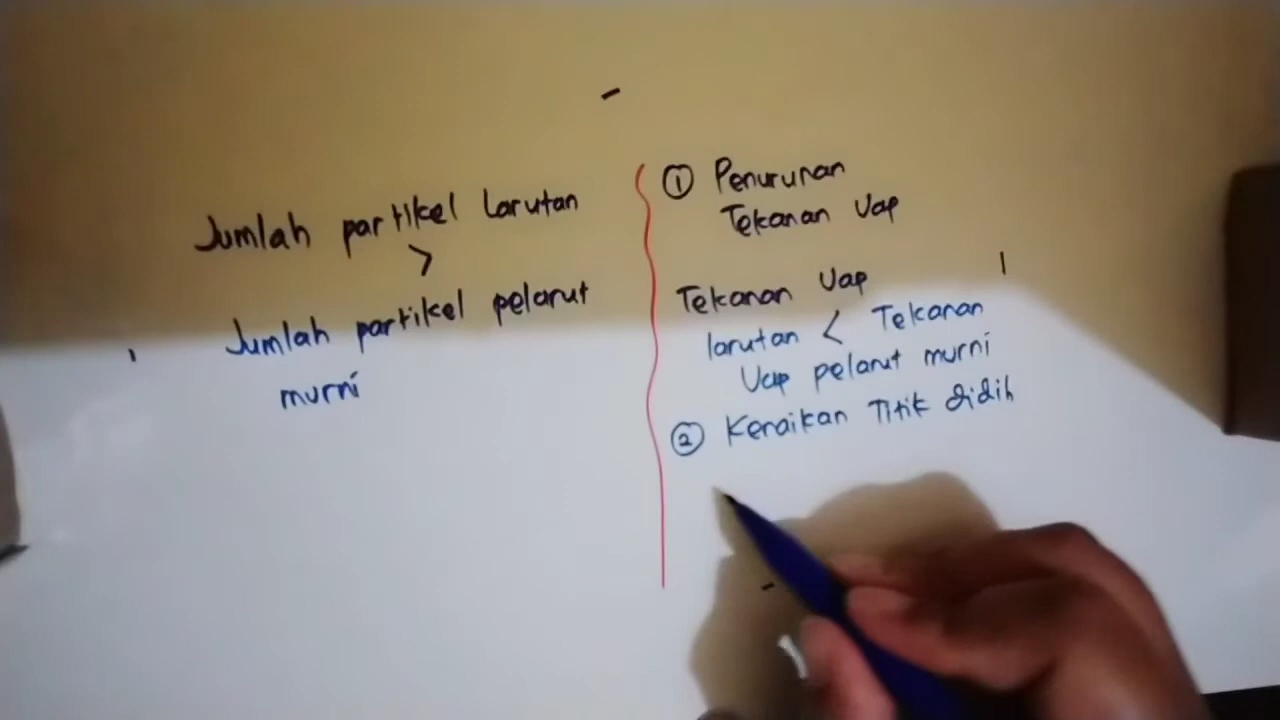 Jumlah partikel Larutan
>
Jumlah partikel pelarut
murni
① Penurunan
Tekanan Uap
Tekanan Uap
larutan < Tekanan
Uap pelarut murni
② Kenaikan Titik didih